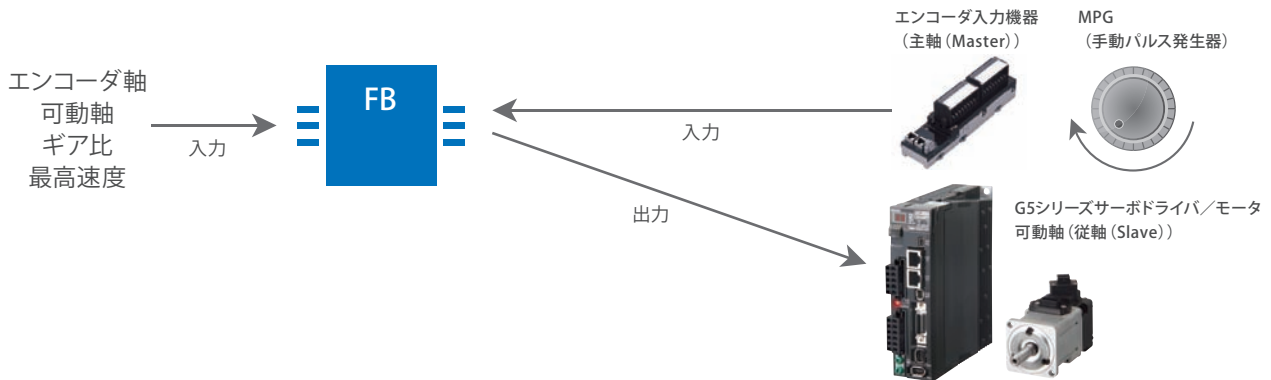 エンコーダ軸
可動軸
ギア比
最高速度
入力
FB
入力
出力
エンコーダ入力機器
（主軸（Master））
MPG
（手動パルス発生器）
G5シリーズサーボドライバ／モータ
可動軸（従軸（Slave））